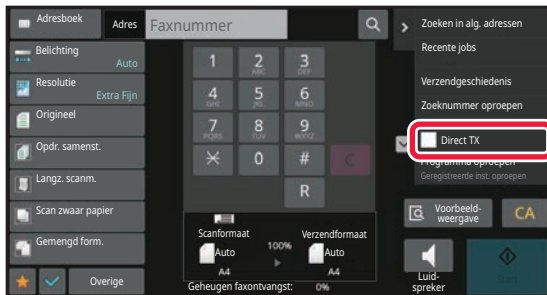 Adresboek
Adres
Faxnummer
Zoeken in alg. adressen
Recente jobs
Belichting
Auto
Resolutie
Extra Fijn
Origineel
Opdr. samenst.
Langz. scanm.
Scan zwaar papier
Gemengd form.
Overige
1
2 ABC
3 DEF
4 GHI
5 JKL
6 MNO
7 PQRS
8 TUV
9 WXYZ
0
#
C
R
Verzendgeschiedenis
Zoeknummer oproepen
Direct TX
Programma oproepen
Geregistreerde inst. oproepen
Voorbeeld-
weergave
CA
Scanformaat
Auto
A4
100%
Verzendformaat
Auto
A4
Geheugen faxontvangst: 0%
Luid-
spreker